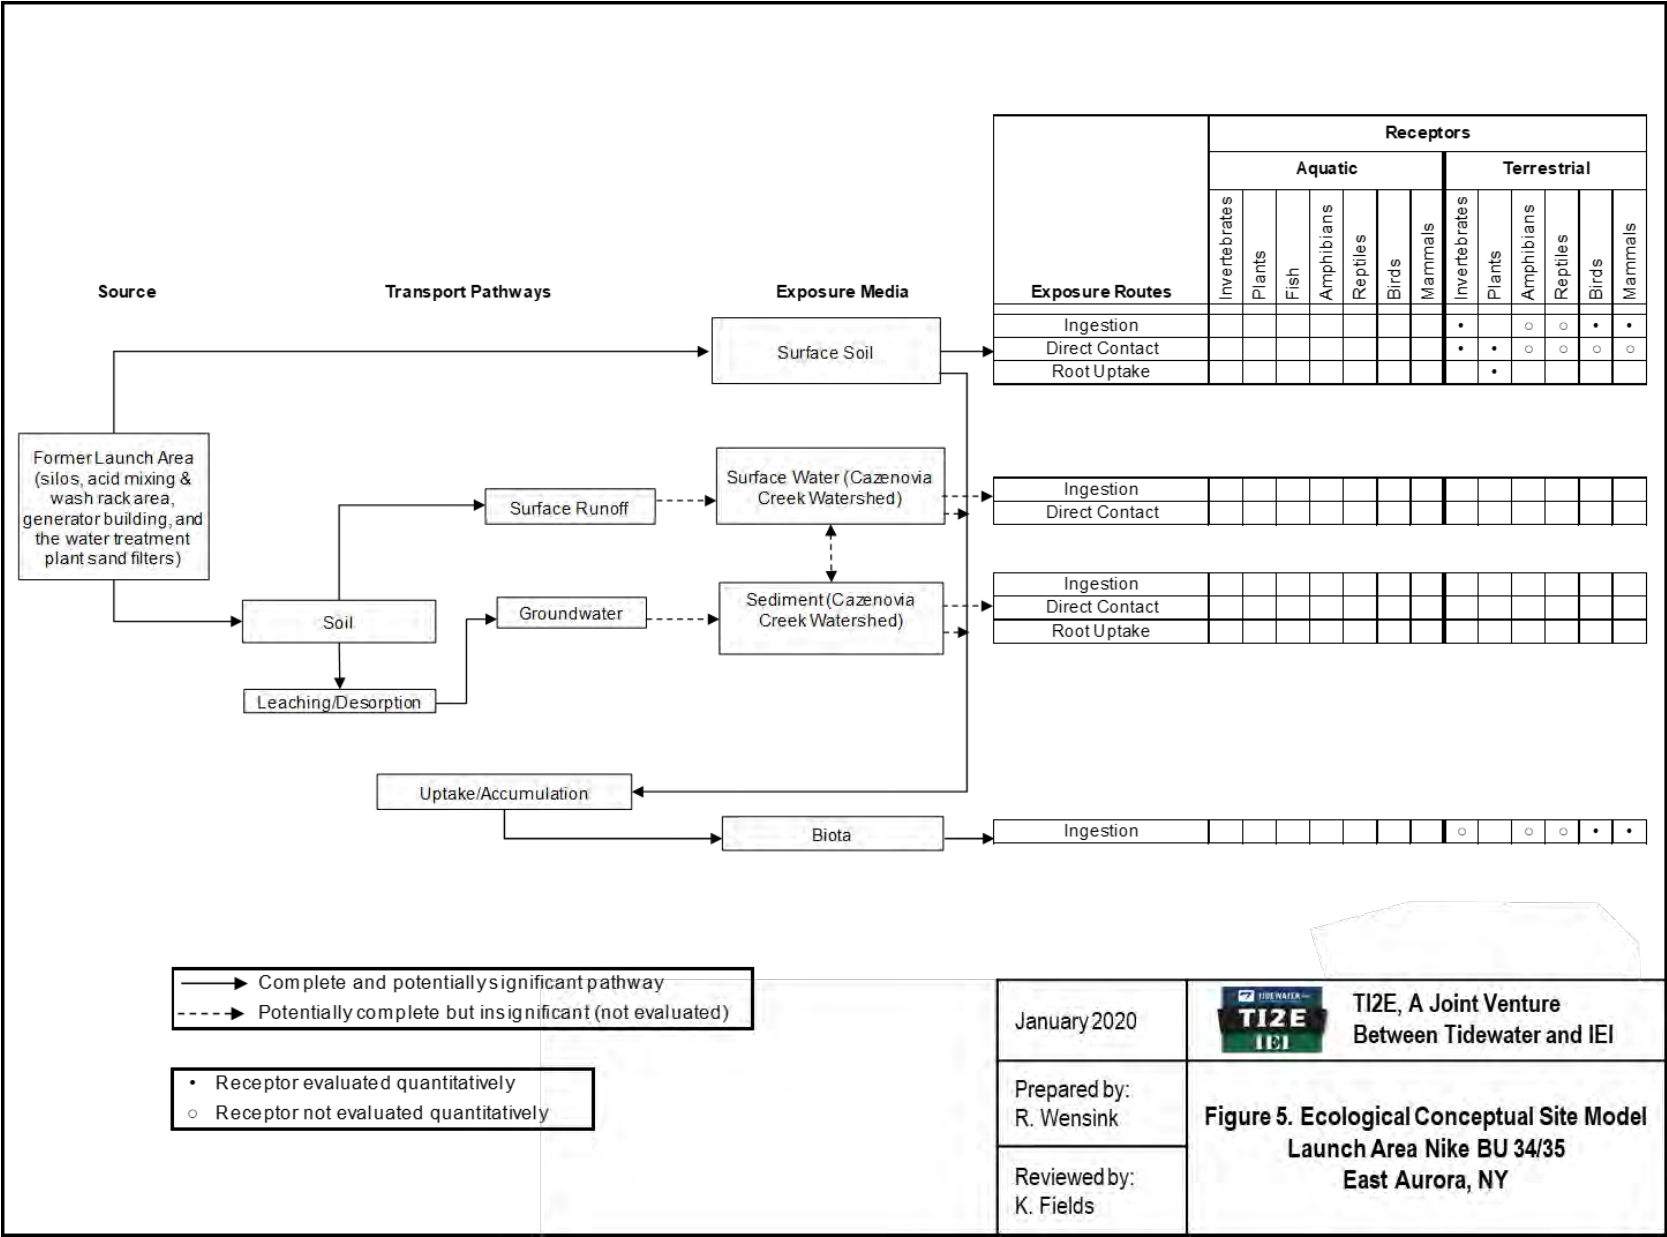 Receptors
Aquatic
Terrestrial
Invertebrates
Plants
Fish
Amphibians
Reptiles
Birds
Mammals
Invertebrates
Plants
Amphibians
Reptiles
Birds
Mammals
Source
Transport Pathways
Exposure Media
Exposure Routes
Surface Soil
Ingestion • ○ ○ • •
Direct Contact • • ○ ○ ○ ○
Root Uptake •
Former Launch Area
(silos, acid mixing &
wash rack area,
generator building, and
the water treatment
plant sand filters)
Surface Runoff
Surface Water (Cazenovia
Creek Watershed)
Ingestion
Direct Contact
Soil
Groundwater
Sediment (Cazenovia
Creek Watershed)
Ingestion
Direct Contact
Root Uptake
Leaching/Desorption
Uptake/Accumulation
Biota
Ingestion ○ ○ ○ • •
Complete and potentially significant pathway
Potentially complete but insignificant (not evaluated)
• Receptor evaluated quantitatively
○ Receptor not evaluated quantitatively
January 2020
TIDEWATER
TI2E
IEI
TI2E, A Joint Venture
Between Tidewater and IEI
Prepared by:
R. Wensink
Reviewed by:
K. Fields
Figure 5. Ecological Conceptual Site Model
Launch Area Nike BU 34/35
East Aurora, NY